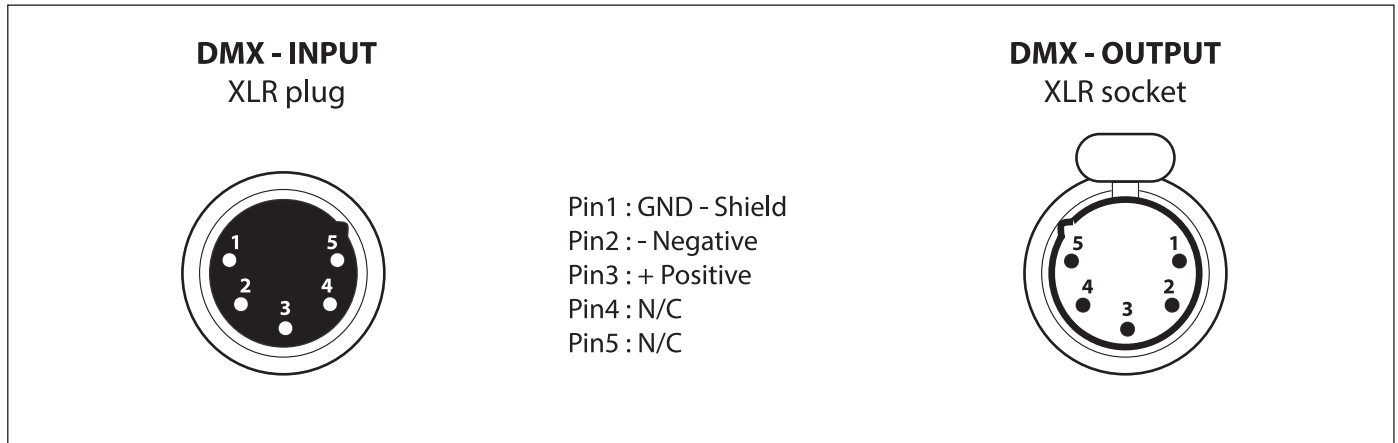 DMX - INPUT
XLR plug
1
5
2
4
3
Pin1 : GND - Shield
Pin2 : - Negative
Pin3 : + Positive
Pin4 : N/C
Pin5 : N/C
DMX - OUTPUT
XLR socket
5
1
4
2
3